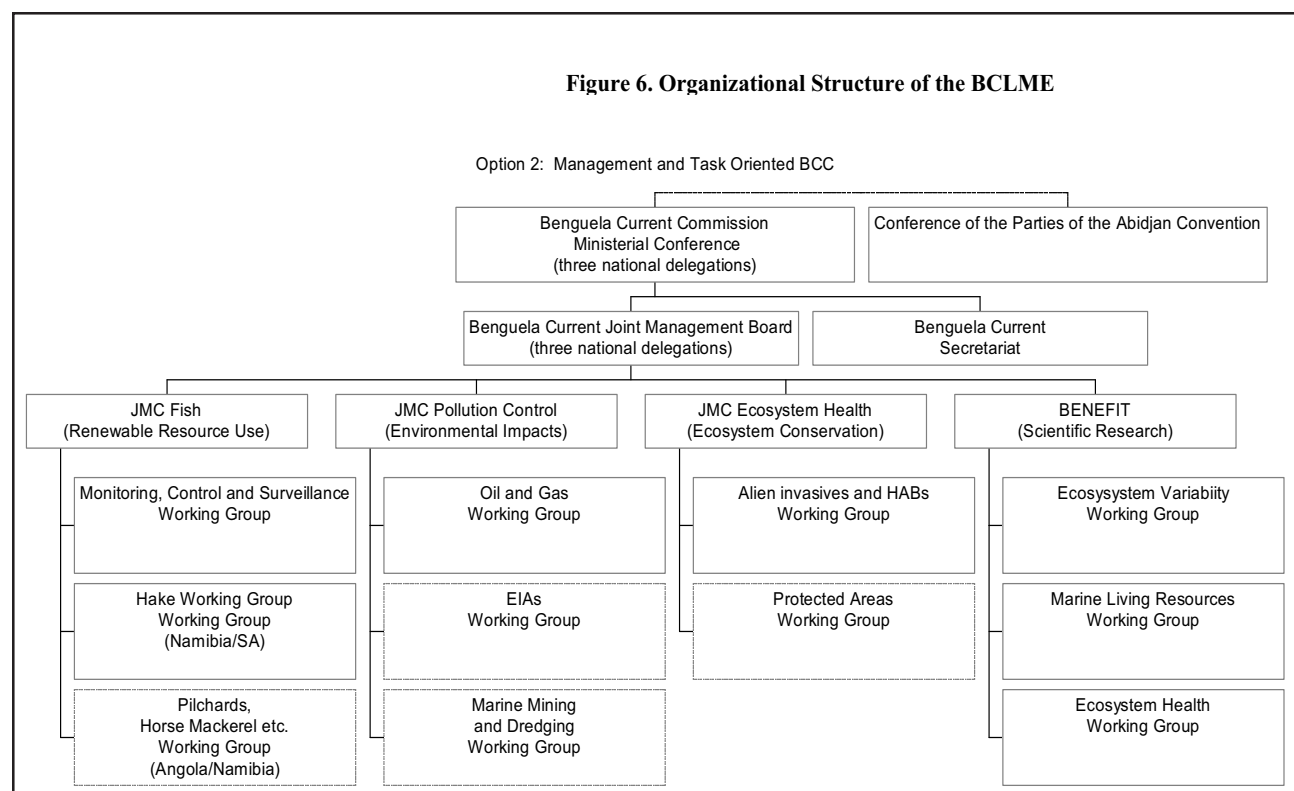 Figure 6. Organizational Structure of the BCLME
Option 2: Management and Task Oriented BCC
Benguela Current Commission
Ministerial Conference
(three national delegations)
Conference of the Parties of the Abidjan Convention
Benguela Current Joint Management Board
(three national delegations)
Benguela Current
Secretariat
JMC Fish
(Renewable Resource Use)
JMC Pollution Control
(Environmental Impacts)
JMC Ecosystem Health
(Ecosystem Conservation)
BENEFIT
(Scientific Research)
Monitoring, Control and Surveillance
Working Group
Hake Working Group
Working Group
(Namibia/SA)
Pilchards,
Horse Mackerel etc.
Working Group
(Angola/Namibia)
Oil and Gas
Working Group
EIAs
Working Group
Marine Mining
and Dredging
Working Group
Alien invasives and HABs
Working Group
Protected Areas
Working Group
Ecosysystem Variabiity
Working Group
Marine Living Resources
Working Group
Ecosystem Health
Working Group